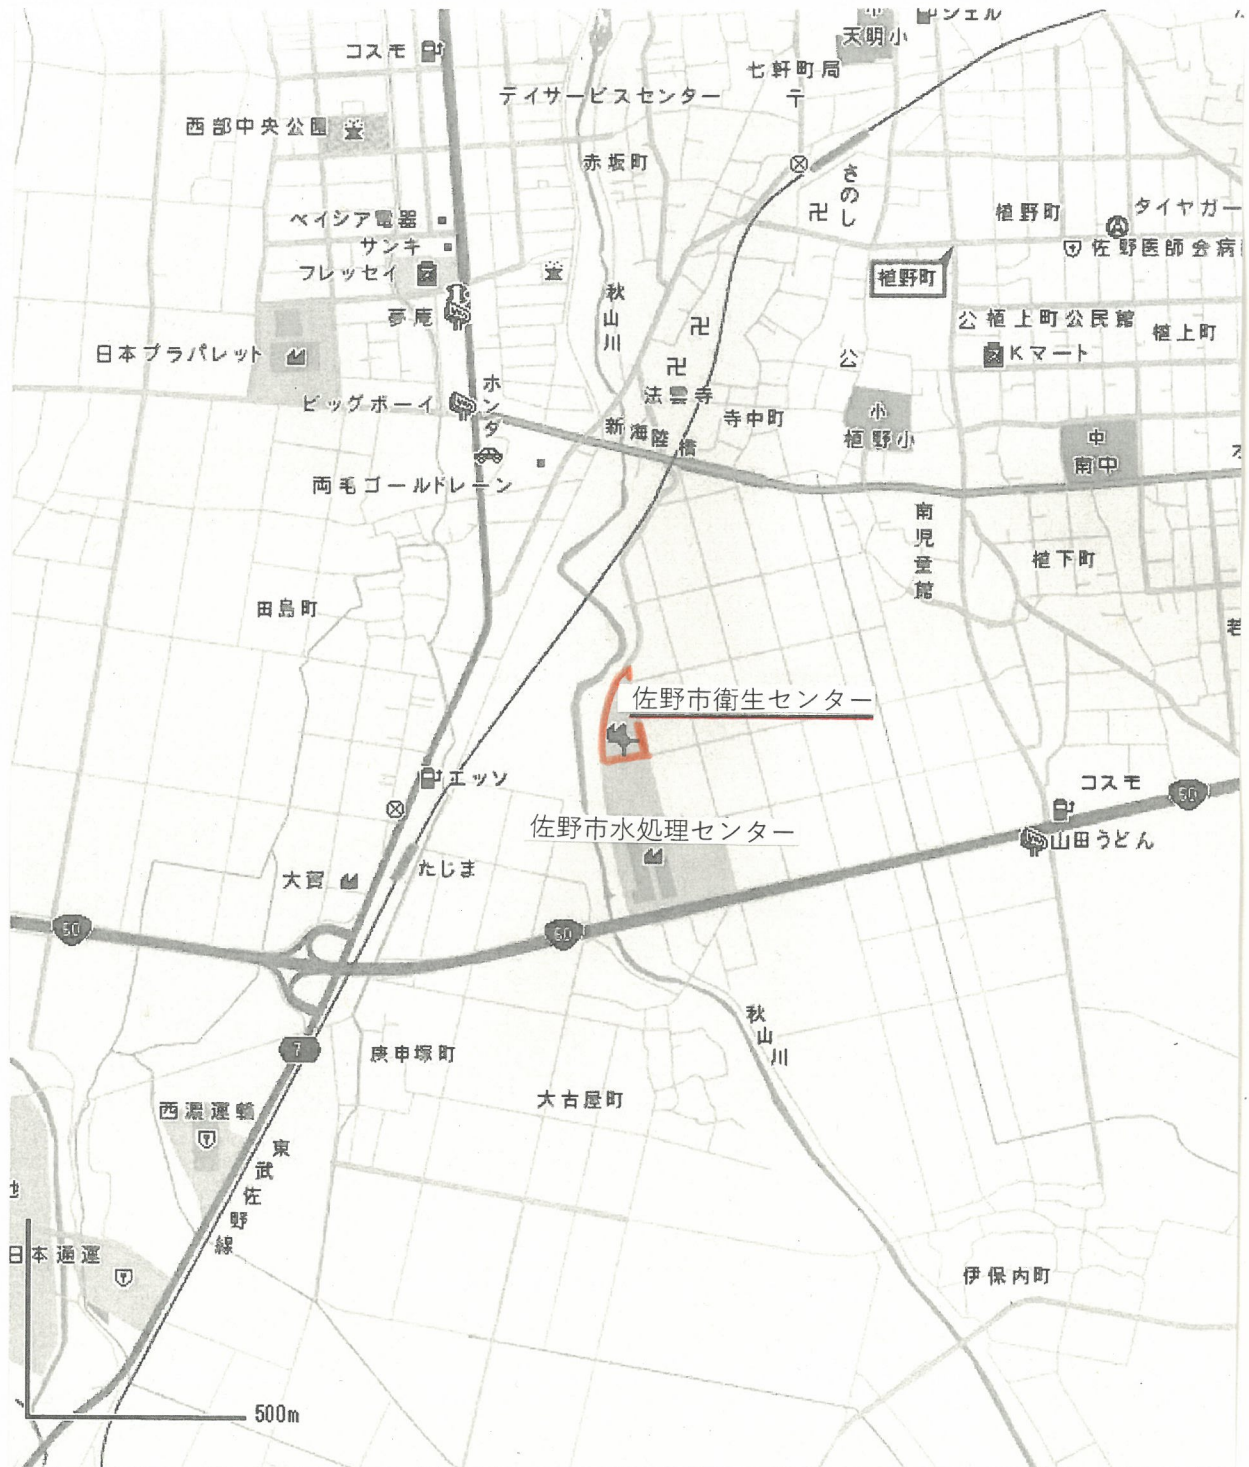 シェル
小
天明小
コスモ
七軒町局
〒
デイサービスセンター
西部中央公園
赤坂町
さのし
卍
植野町
タイヤガー
ベイシア電器
サンキ
佐野医師会病
フレッセイ
植野町
秋山川
夢庵
卍
公 植上町公民館
植上町
日本プラパレット
卍
公
Kマート
ホンダ
ビッグボーイ
法雲寺
寺中町
小
植野小
新海陸橋
中
南中
両毛ゴールドレーン
南児童館
植下町
田島町
若
佐野市衛生センター
エッソ
コスモ
50
佐野市水処理センター
山田うどん
たじま
大賀
50
50
秋山川
7
庚申塚町
大古屋町
西濃運輸
東武佐野線
日本通運
伊保内町
500m